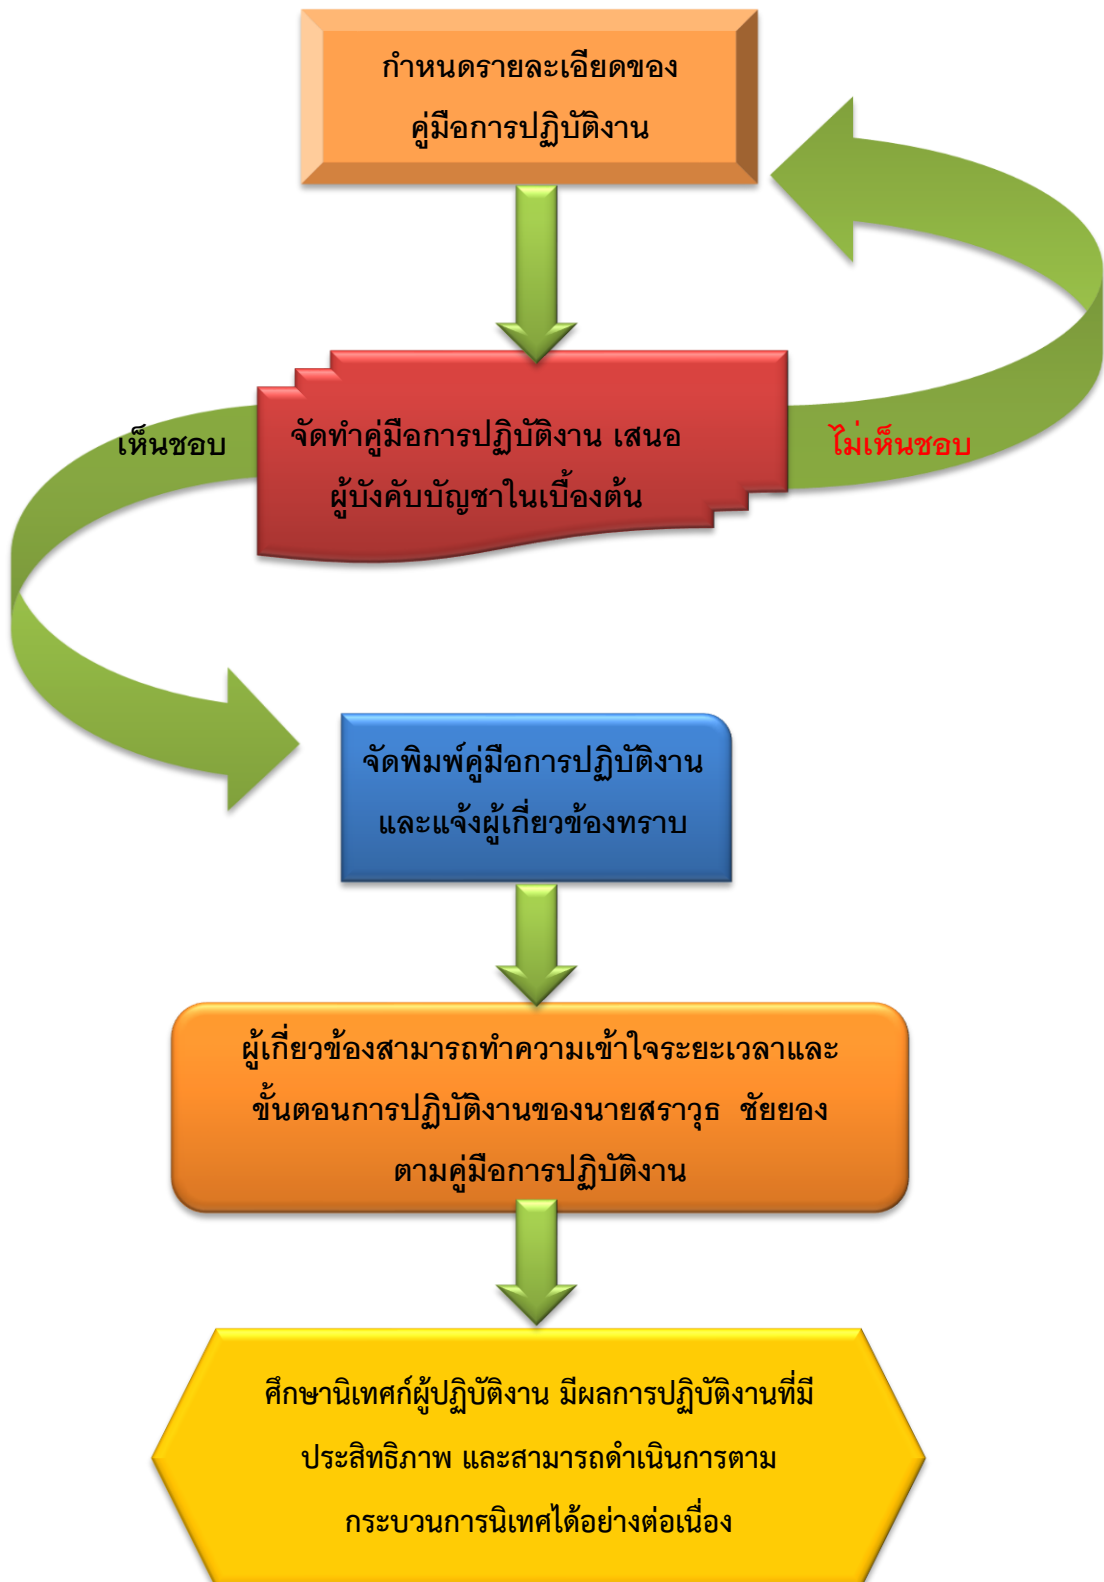 กำหนดรายละเอียดของ
คู่มือการปฏิบัติงาน
เห็นชอบ
จัดทำคู่มือการปฏิบัติงาน เสนอ
ผู้บังคับบัญชาในเบื้องต้น
ไม่เห็นชอบ
จัดพิมพ์คู่มือการปฏิบัติงาน
และแจ้งผู้เกี่ยวข้องทราบ
ผู้เกี่ยวข้องสามารถทำความเข้าใจระยะเวลาและ
ขั้นตอนการปฏิบัติงานของนายสราวุธ ชัยยอง
ตามคู่มือการปฏิบัติงาน
ศึกษานิเทศก์ผู้ปฏิบัติงาน มีผลการปฏิบัติงานที่มี
ประสิทธิภาพ และสามารถดำเนินการตาม
กระบวนการนิเทศได้อย่างต่อเนื่อง